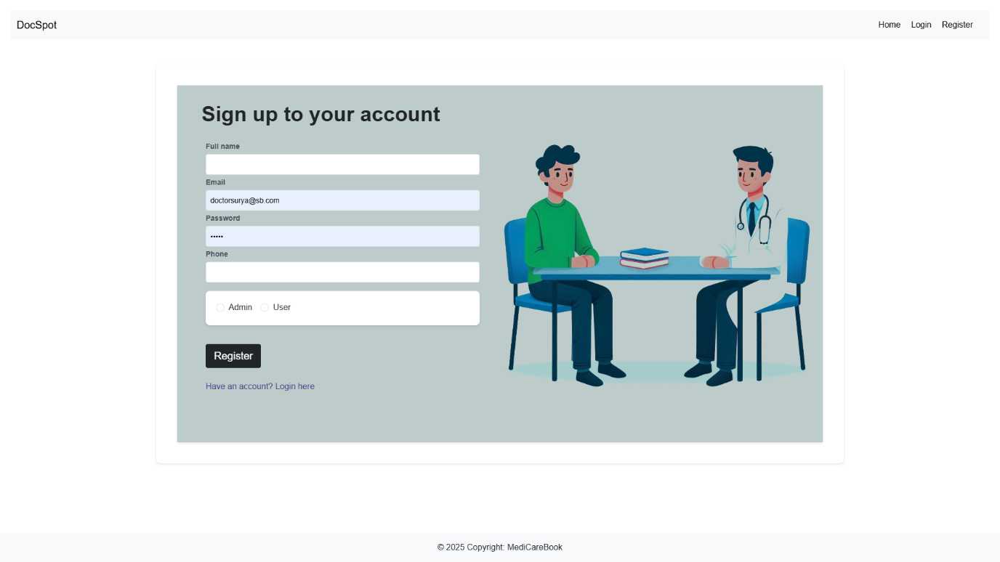 DocSpot
Home Login Register
Sign up to your account
Full name
Email
doctorsurya@sb.com
Password
•••••
Phone
Admin User
Register
Have an account? Login here
© 2025 Copyright: MediCareBook